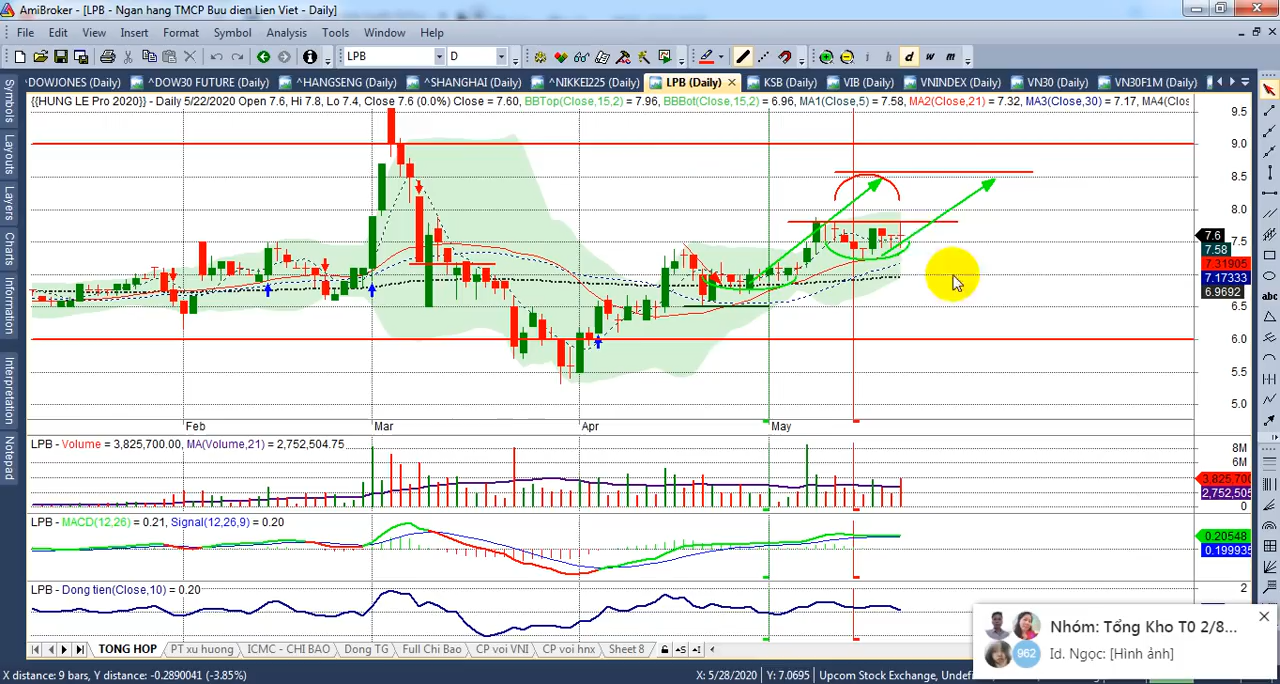 AmiBroker - [LPB - Ngan hang TMCP Buu dien Lien Viet - Daily]
File Edit View Insert Format Symbol Analysis Tools Window Help
LPB D i h d w m
DOWJONES (Daily) ^DOW30 FUTURE (Daily) ^HANGSENG (Daily) ^SHANGHAI (Daily) ^NIKKEI225 (Daily) LPB (Daily) KSB (Daily) VIB (Daily) VNINDEX (Daily) VN30 (Daily) VN30F1M (Daily)
{{HUNG LE Pro 2020}} - Daily 5/22/2020 Open 7.6, Hi 7.8, Lo 7.4, Close 7.6 (0.0%) Close = 7.60, BBTop(Close,15,2) = 7.96, BBBot(Close,15,2) = 6.96, MA1(Close,5) = 7.58, MA2(Close,21) = 7.32, MA3(Close,30) = 7.17, MA4(Clos
Symbols
Layouts
Layers
Charts
Information
Interpretation
Notepad
9.5
9.0
8.5
8.0
7.6
7.5
7.58
7.31905
7.17333
6.9692
6.5
6.0
5.5
5.0
abc
Feb Mar Apr May
LPB - Volume = 3,825,700.00, MA(Volume,21) = 2,752,504.75
8M
6M
3,825,700
2,752,505
0
LPB - MACD(12,26) = 0.21, Signal(12,26,9) = 0.20
0.20548
0.199935
LPB - Dong tien(Close,10) = 0.20
2
Nhóm: Tổng Kho T0 2/8...
962 Id. Ngọc: [Hình ảnh]
TONG HOP PT xu huong ICMC - CHI BAO Dong TG Full Chi Bao CP voi VNI CP voi hnx Sheet 8
X distance: 9 bars, Y distance: -0.2890041 (-3.85%) X: 5/28/2020 Y: 7.0695 Upcom Stock Exchange, Undef